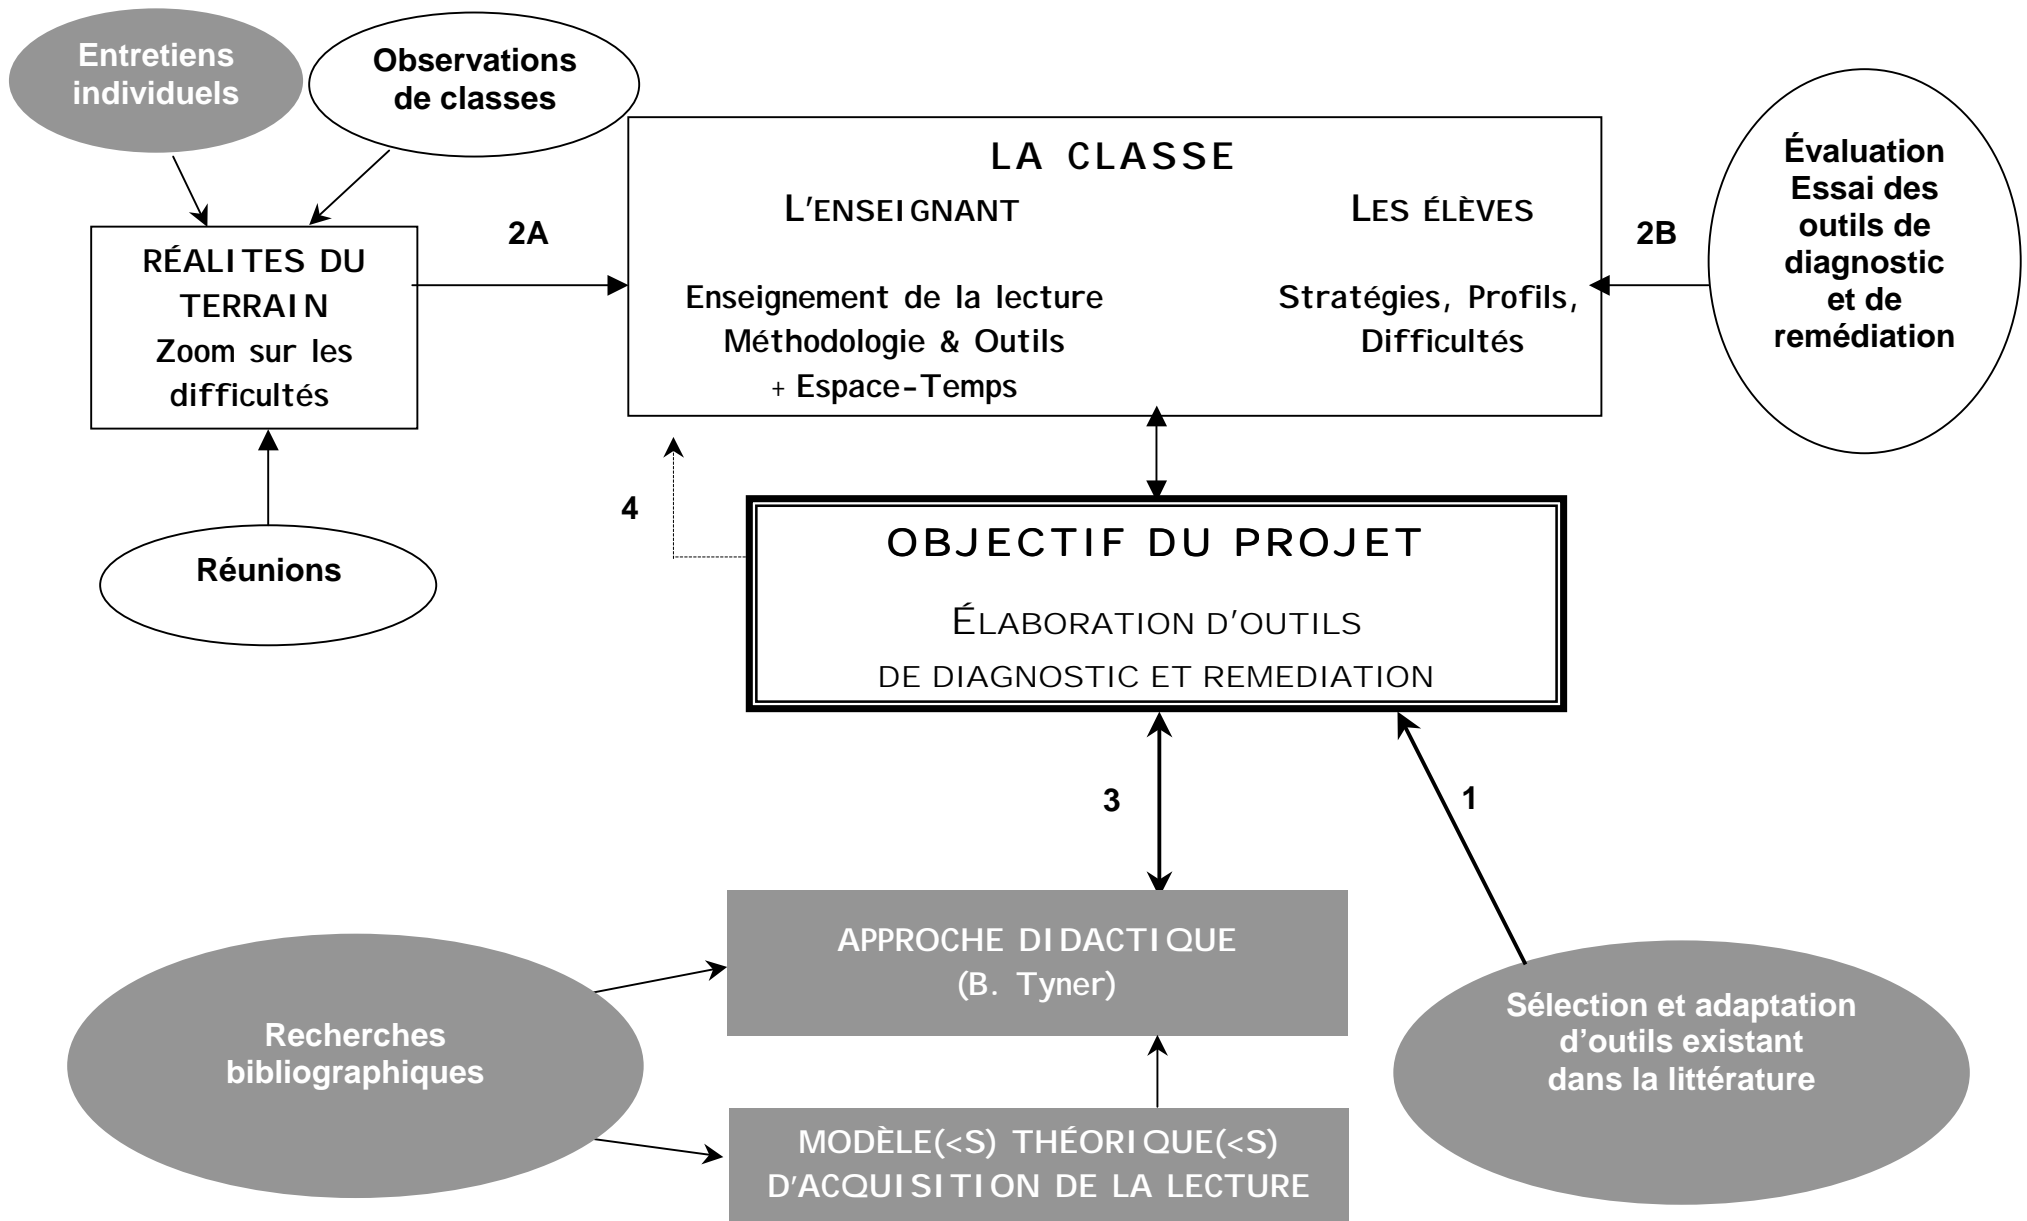 Entretiens
individuels
Observations
de classes
LA CLASSE
L'ENSEIGNANT
LES ÉLÈVES
Enseignement de la lecture
Méthodologie & Outils
+ Espace-Temps
Stratégies, Profils,
Difficultés
Évaluation
Essai des
outils de
diagnostic
et de
remédiation
2A
2B
RÉALITES DU
TERRAIN
Zoom sur les
difficultés
4
Réunions
OBJECTIF DU PROJET
ÉLABORATION D'OUTILS
DE DIAGNOSTIC ET REMEDIATION
3
1
APPROCHE DIDACTIQUE
(B. Tyner)
Recherches
bibliographiques
Sélection et adaptation
d’outils existant
dans la littérature
MODÈLE(<S) THÉORIQUE(<S)
D'ACQUISITION DE LA LECTURE